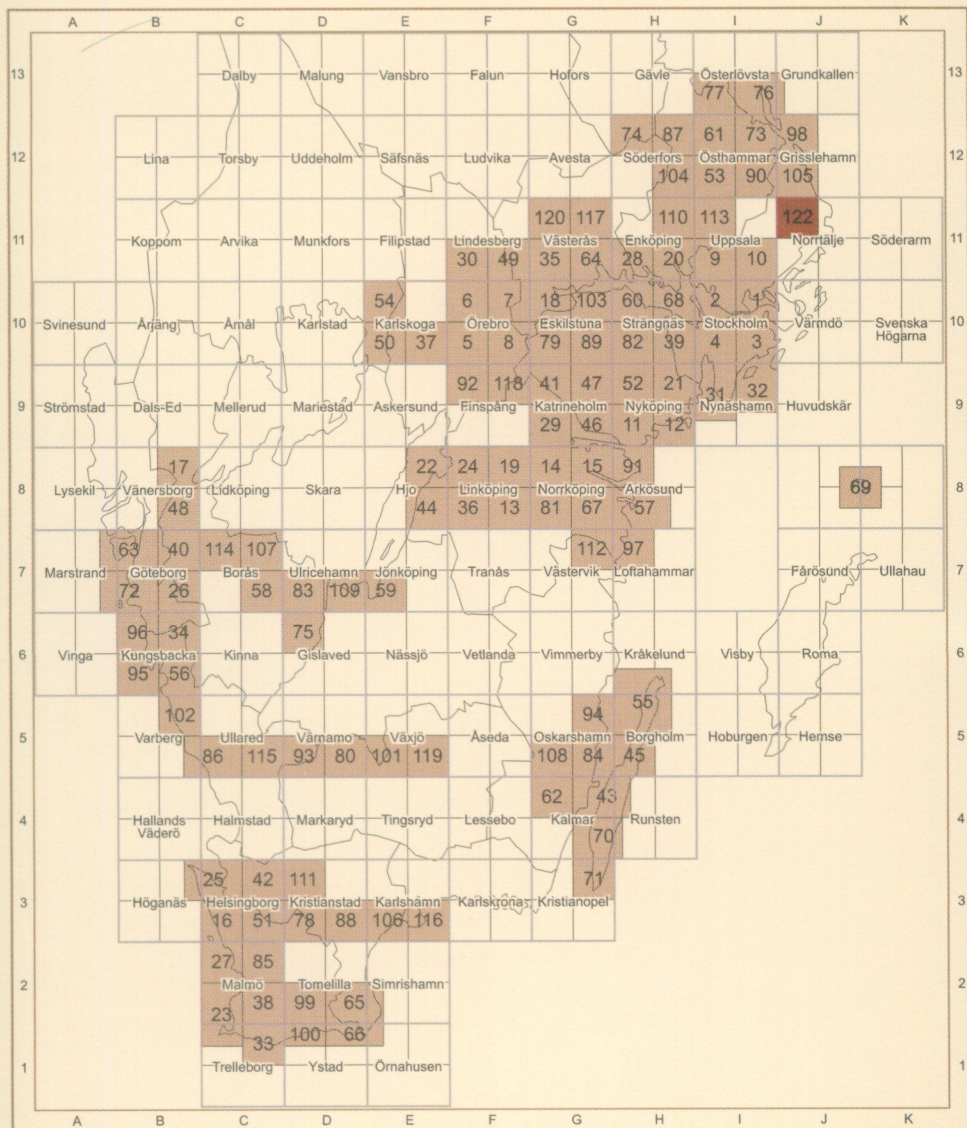 A B C D E F G H I J K
13 Dalby Malung Vansbro Falun Hofors Gävle Österlövsta Grundkallen 13
77 76
74 87 61 73 98
12 Lina Torsby Uddeholm Säfsnäs Ludvika Avesta Söderfors Östhammar Grisslehamn 12
104 53 90 105
120 117 110 113 122
11 Koppom Arvika Munkfors Filipstad Lindesberg Västerås Enköping Uppsala Norrtälje Söderarm 11
30 49 35 64 28 20 9 10
54 6 7 18 103 60 68 2 1
10 Svinesund Årjäng Åmål Karlstad Karlskoga Örebro Eskilstuna Strängnäs Stockholm Värmdö Svenska Högarna 10
50 37 5 8 79 89 82 39 4 3
92 118 41 47 52 21 31 32
9 Strömstad Dals-Ed Mellerud Mariestad Askersund Finspång Katrineholm Nyköping Nynäshamn Huvudskär 9
29 46 11 12
17 22 24 19 14 15 91
8 Lysekil Vänersborg Lidköping Skara Hjo Linköping Norrköping Arkösund 69 8
48 44 36 13 81 67 57
63 40 114 107 112 97
7 Marstrand Göteborg Borås Ulricehamn Jönköping Tranås Västervik Loftahammar Fårösund Ullahau 7
72 26 58 83 109 59
96 34 75
6 Vinga Kungsbacka Kinna Gislaved Nässjö Vetlanda Vimmerby Kråkelund Visby Roma 6
95 56
102 94 55
5 Varberg Ullared Värnamo Växjö Åseda Oskarshamn Borgholm Hoburgen Hemse 5
86 115 93 80 101 119 108 84 45
62 43
4 Hallands Väderö Halmstad Markaryd Tingsryd Lessebo Kalmar Runsten 4
70
25 42 111 71
3 Höganäs Helsingborg Kristianstad Karlshamn Karlskrona Kristianopel 3
16 51 78 88 106 116
27 85
2 Malmö Tomelilla Simrishamn 2
23 38 99 65
33 100 66
1 Trelleborg Ystad Örnahusen 1
A B C D E F G H I J K